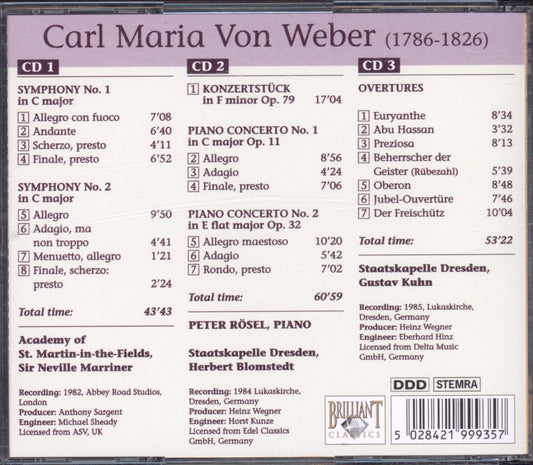 Carl Maria Von Weber (1786-1826)
CD 1
SYMPHONY No. 1
in C major
1 Allegro con fuoco 7'08
2 Andante 6'40
3 Scherzo, presto 4'11
4 Finale, presto 6'52
SYMPHONY No. 2
in C major
5 Allegro 9'50
6 Adagio, ma
non troppo 4'41
7 Menuetto, allegro 1'21
8 Finale, scherzo:
presto 2'24
Total time: 43'43
Academy of
St. Martin-in-the-Fields,
Sir Neville Marriner
Recording: 1982, Abbey Road Studios,
London
Producer: Anthony Sargent
Engineer: Michael Sheady
Licensed from ASV, UK
CD 2
1 KONZERTSTÜCK
in F minor Op. 79 17'04
PIANO CONCERTO No. 1
in C major Op. 11
2 Allegro 8'56
3 Adagio 4'24
4 Finale, presto 7'06
PIANO CONCERTO No. 2
in E flat major Op. 32
5 Allegro maestoso 10'20
6 Adagio 5'42
7 Rondo, presto 7'02
Total time: 60'59
PETER RÖSEL, PIANO
Staatskapelle Dresden,
Herbert Blomstedt
Recording: 1984 Lukaskirche,
Dresden, Germany
Producer: Heinz Wegner
Engineer: Horst Kunze
Licensed from Edel Classics
GmbH, Germany
CD 3
OVERTURES
1 Euryanthe 8'34
2 Abu Hassan 3'32
3 Preziosa 8'13
4 Beherrscher der
Geister (Rübezahl) 5'39
5 Oberon 8'48
6 Jubel-Ouvertüre 7'46
7 Der Freischütz 10'04
Total time: 53'22
Staatskapelle Dresden,
Gustav Kuhn
Recording: 1985, Lukaskirche,
Dresden, Germany
Producer: Heinz Wegner
Engineer: Eberhard Hinz
Licensed from Delta Music
GmbH, Germany
DDD STEMRA
BRILLIANT
CLASSICS
5 028421 999357